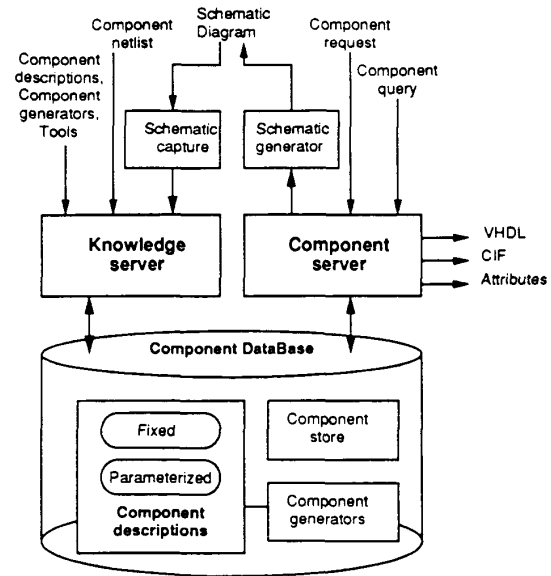 Schematic
Diagram
Component
netlist
Component
request
Component
descriptions,
Component
generators,
Tools
Component
query
Schematic
capture
Schematic
generator
Knowledge
server
Component
server
VHDL
CIF
Attributes
Component DataBase
Fixed
Parameterized
Component
descriptions
Component
store
Component
generators